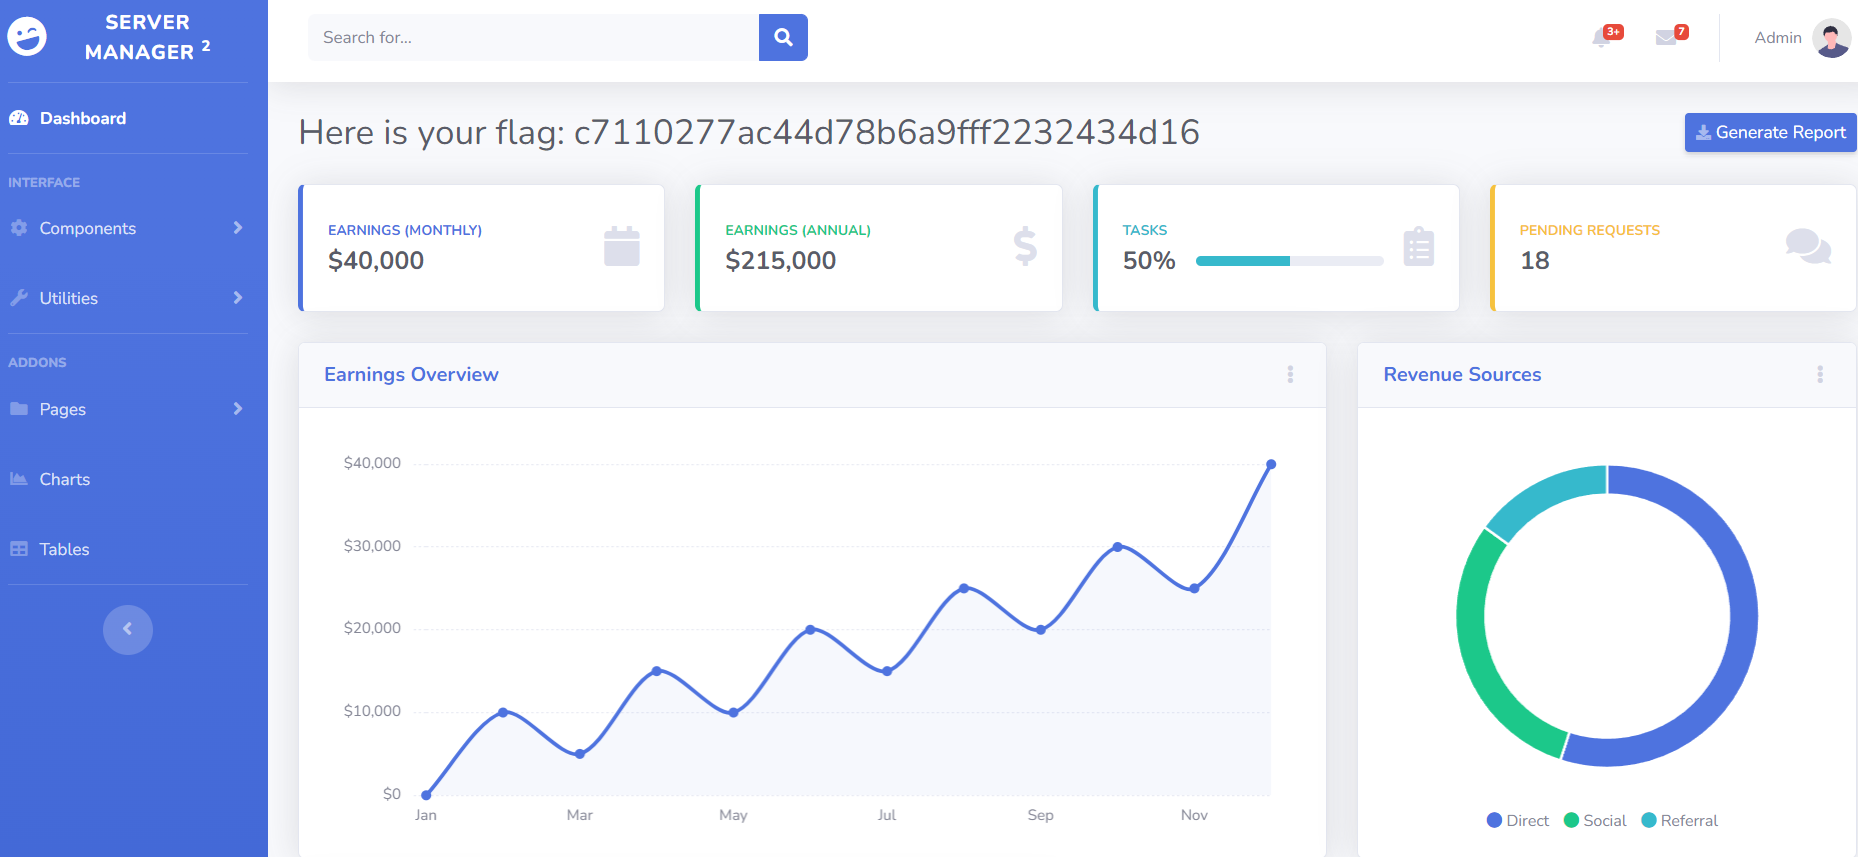 SERVER
MANAGER 2
Dashboard
INTERFACE
Components
Utilities
ADDONS
Pages
Charts
Tables
Search for...
3+
7
Admin
Here is your flag: c7110277ac44d78b6a9fff2232434d16
Generate Report
EARNINGS (MONTHLY)
$40,000
EARNINGS (ANNUAL)
$215,000
TASKS
50%
PENDING REQUESTS
18
Earnings Overview
$40,000
$30,000
$20,000
$10,000
$0
Jan Mar May Jul Sep Nov
Revenue Sources
Direct Social Referral